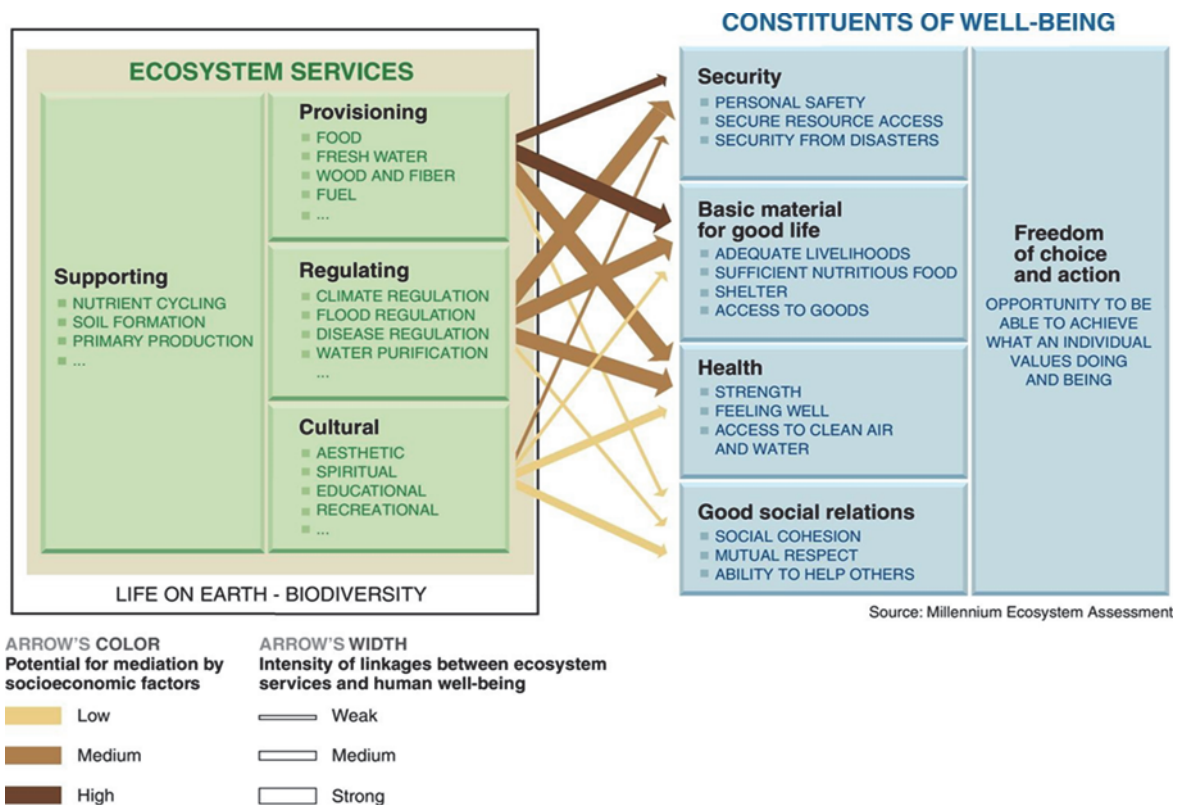 CONSTITUENTS OF WELL-BEING
ECOSYSTEM SERVICES
Supporting
NUTRIENT CYCLING
SOIL FORMATION
PRIMARY PRODUCTION
...
Provisioning
FOOD
FRESH WATER
WOOD AND FIBER
FUEL
...
Regulating
CLIMATE REGULATION
FLOOD REGULATION
DISEASE REGULATION
WATER PURIFICATION
...
Cultural
AESTHETIC
SPIRITUAL
EDUCATIONAL
RECREATIONAL
...
LIFE ON EARTH - BIODIVERSITY
Security
PERSONAL SAFETY
SECURE RESOURCE ACCESS
SECURITY FROM DISASTERS
Basic material
for good life
ADEQUATE LIVELIHOODS
SUFFICIENT NUTRITIOUS FOOD
SHELTER
ACCESS TO GOODS
Health
STRENGTH
FEELING WELL
ACCESS TO CLEAN AIR
AND WATER
Good social relations
SOCIAL COHESION
MUTUAL RESPECT
ABILITY TO HELP OTHERS
Freedom
of choice
and action
OPPORTUNITY TO BE
ABLE TO ACHIEVE
WHAT AN INDIVIDUAL
VALUES DOING
AND BEING
Source: Millennium Ecosystem Assessment
ARROW'S COLOR
Potential for mediation by
socioeconomic factors
Low
Medium
High
ARROW'S WIDTH
Intensity of linkages between ecosystem
services and human well-being
Weak
Medium
Strong